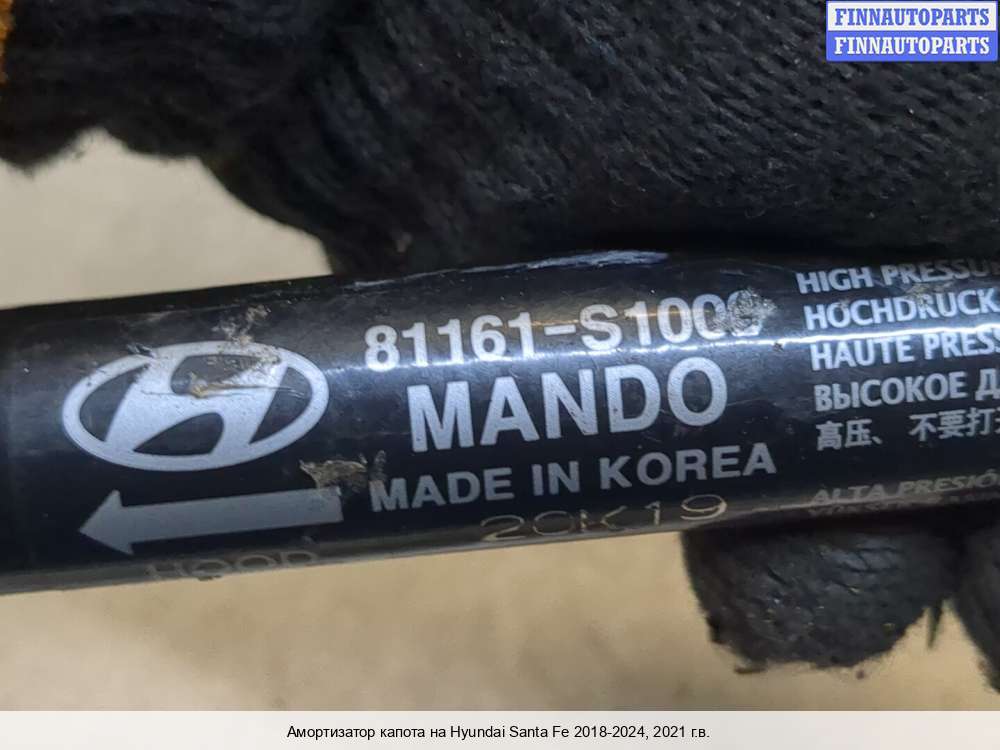 FINNAUTOPARTS
FINNAUTOPARTS
81161-S1000
MANDO
MADE IN KOREA
20K19
HOOD
HIGH PRESSU
HOCHDRUCK
HAUTE PRESS
ВЫСОКОЕ Д
高压、不要打
ALTA PRESIÓN
Амортизатор капота на Hyundai Santa Fe 2018-2024, 2021 г.в.